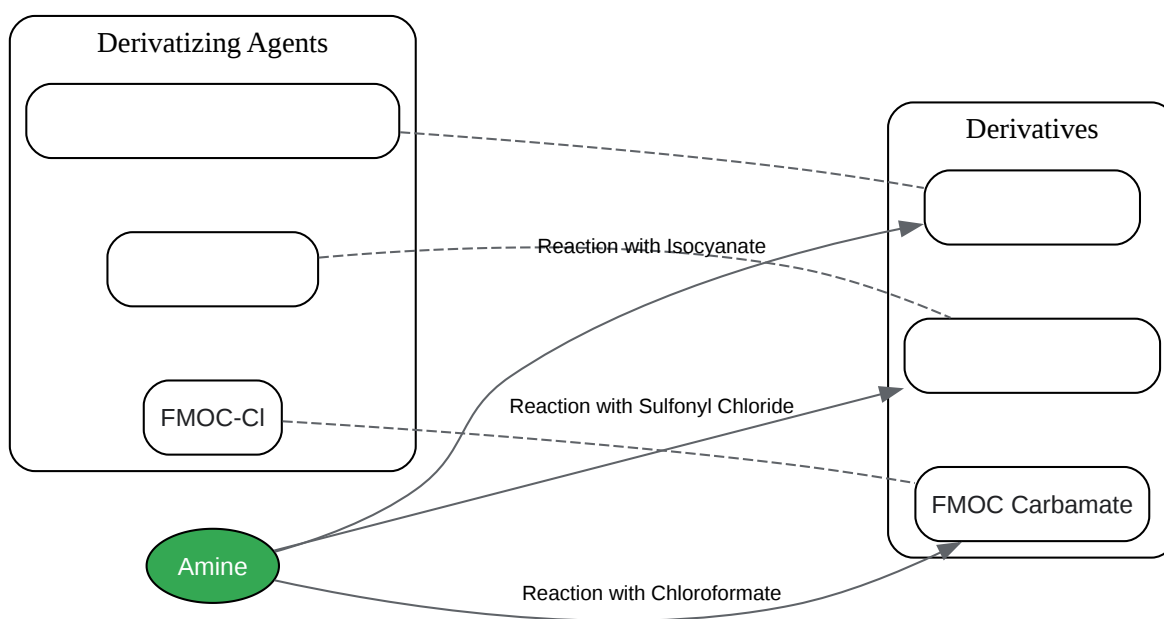 Derivatizing Agents
Derivatives
Reaction with Isocyanate
Reaction with Sulfonyl Chloride
FMOC-Cl
FMOC Carbamate
Amine
Reaction with Chloroformate